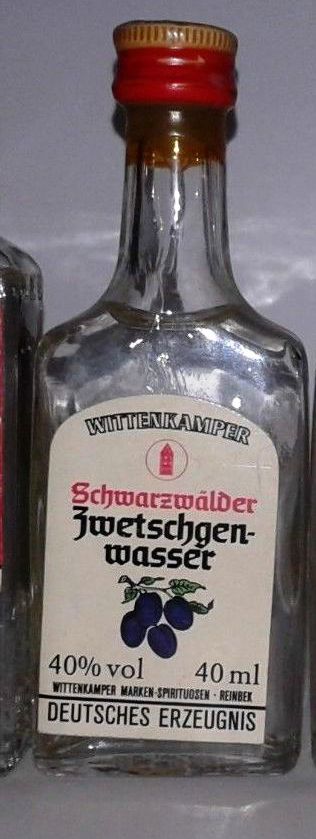 WITTENKAMPER
Schwarzwälder
Zwetschgen-
wasser
40% vol 40 ml
WITTENKAMPER MARKEN-SPIRITUOSEN · REINBEK
DEUTSCHES ERZEUGNIS